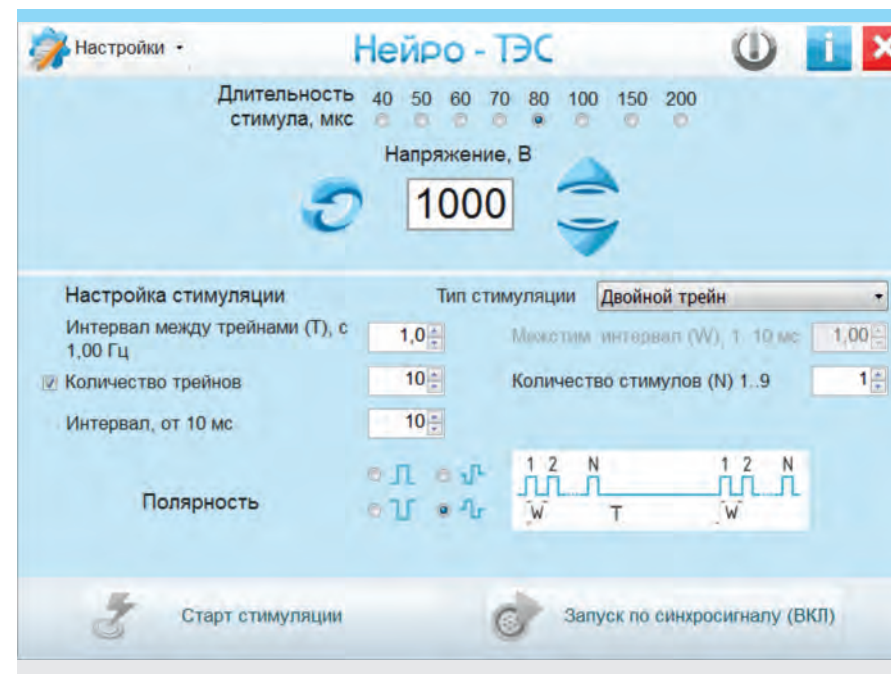 Настройки
Нейро - ТЭС
Длительность стимула, мкс
40 50 60 70 80 100 150 200
Напряжение, В
1000
Настройка стимуляции
Тип стимуляции Двойной трейн
Интервал между трейнами (T), с
1,00 Гц
1,0
Межстим. интервал (W), 1..10 мс 1,00
Количество трейнов 10
Количество стимулов (N) 1..9 1
Интервал, от 10 мс 10
Полярность
1 2 N 1 2 N
W T W
Старт стимуляции
Запуск по синхросигналу (ВКЛ)